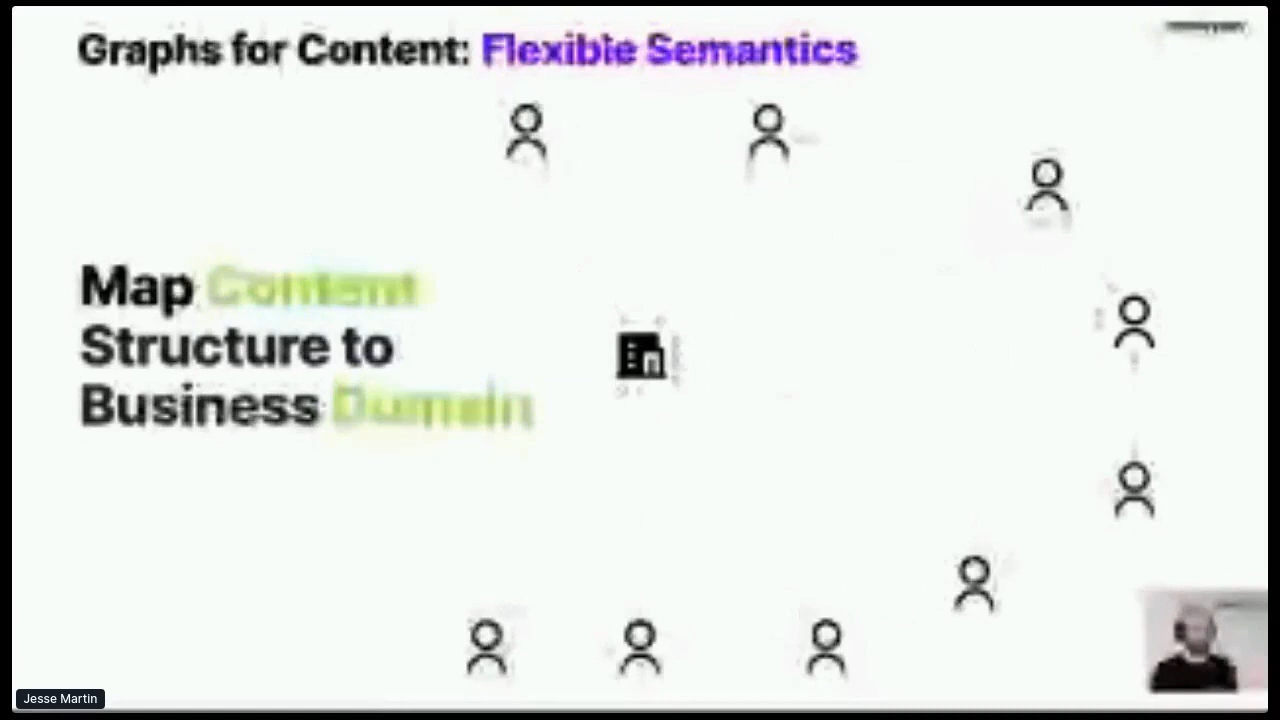 Graphs for Content: Flexible Semantics
Map Content
Structure to
Business Domain
Jesse Martin